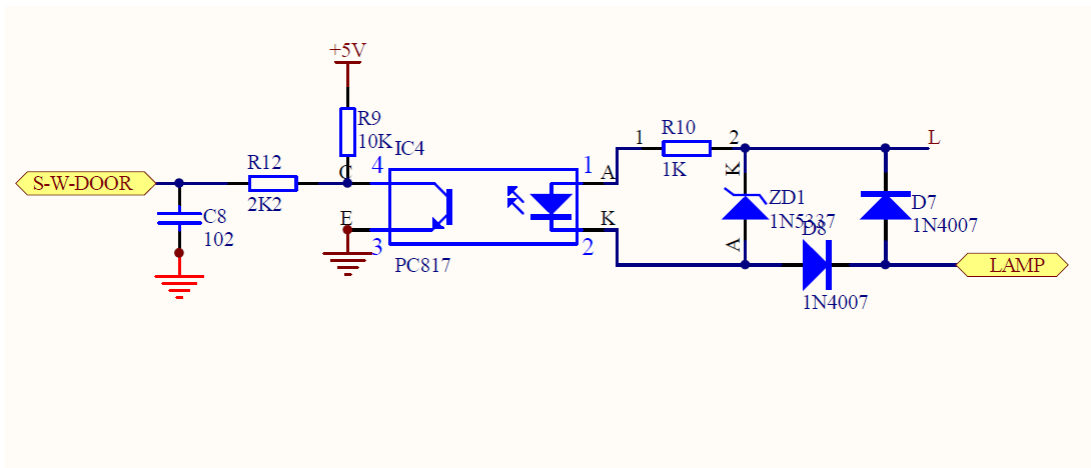 +5V
R9
10K
IC4
R12
2K2
C
4
E
3
S-W-DOOR
C8
102
PC817
1
A
K
2
1
R10
2
1K
L
K
ZD1
1N5337
A
D7
1N4007
D8
1N4007
LAMP